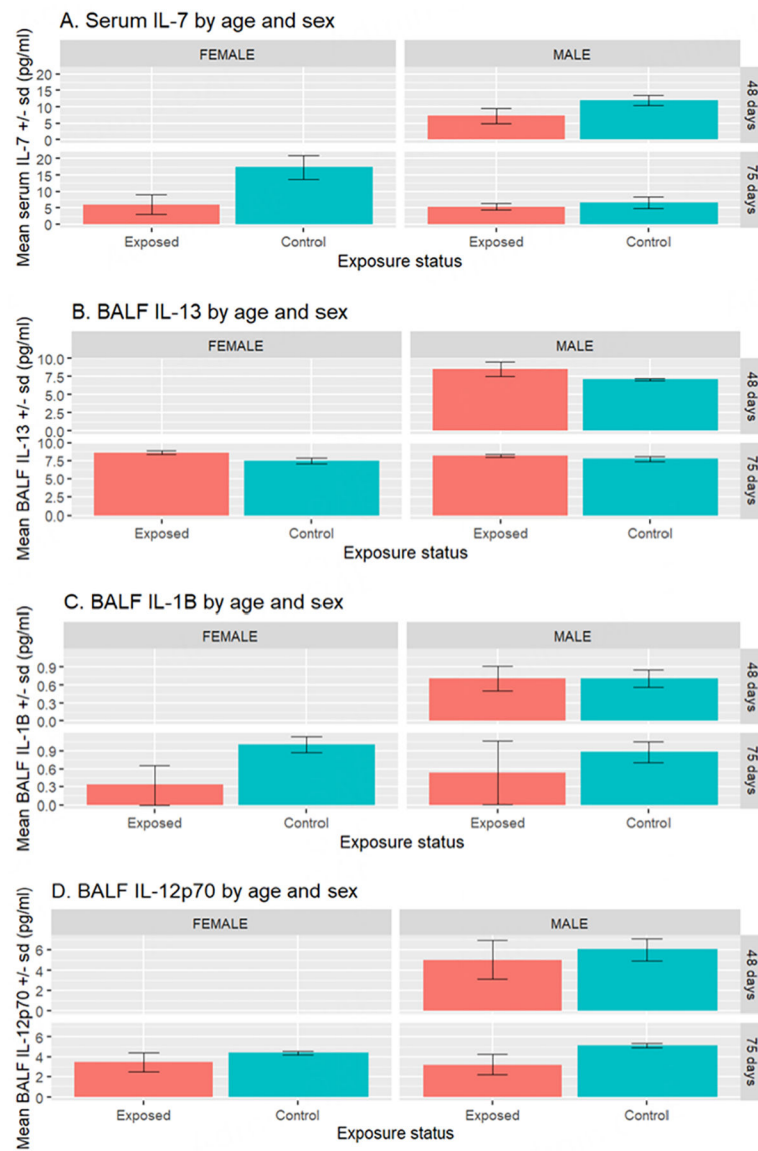 A. Serum IL-7 by age and sex
FEMALE
MALE
Mean serum IL-7 +/- sd (pg/ml)
20
15
10
5
0
48 days
20
15
10
5
0
75 days
Exposed
Control
Exposed
Control
Exposure status
B. BALF IL-13 by age and sex
FEMALE
MALE
Mean BALF IL-13 +/- sd (pg/ml)
10.0
7.5
5.0
2.5
0.0
48 days
10.0
7.5
5.0
2.5
0.0
75 days
Exposed
Control
Exposed
Control
Exposure status
C. BALF IL-1B by age and sex
FEMALE
MALE
Mean BALF IL-1B +/- sd (pg/ml)
0.9
0.6
0.3
0.0
48 days
0.9
0.6
0.3
0.0
75 days
Exposed
Control
Exposed
Control
Exposure status
D. BALF IL-12p70 by age and sex
FEMALE
MALE
Mean BALF IL-12p70 +/- sd (pg/ml)
6
4
2
0
48 days
6
4
2
0
75 days
Exposed
Control
Exposed
Control
Exposure status